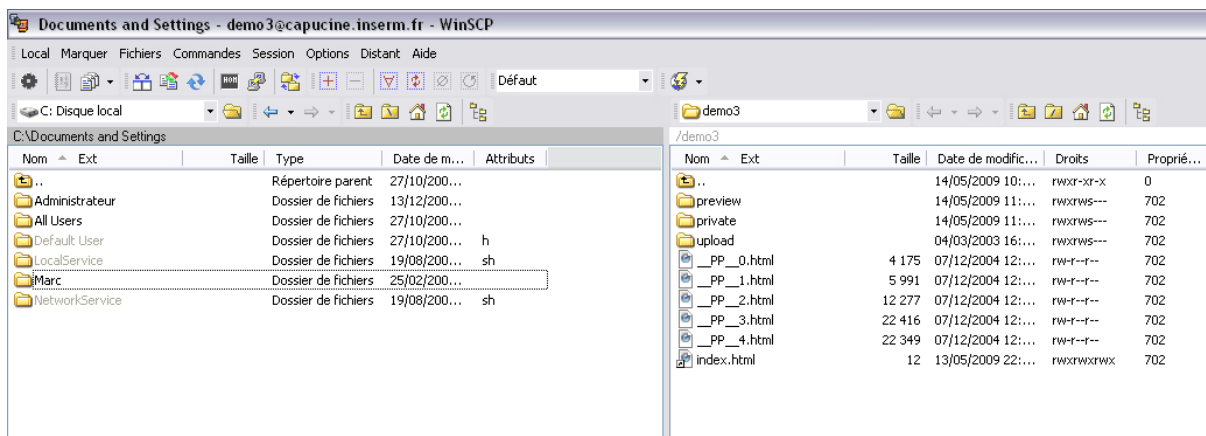 Documents and Settings - demo3@capucine.inserm.fr - WinSCP
Local Marquer Fichiers Commandes Session Options Distant Aide
Défaut
C: Disque local
demo3
C:\Documents and Settings
/demo3
Nom Ext Taille Type Date de m... Attributs
Nom Ext Taille Date de modific... Droits Proprié...
.. Répertoire parent 27/10/200...
.. 14/05/2009 10:... rwxr-xr-x 0
Administrateur Dossier de fichiers 13/12/200...
preview 14/05/2009 11:... rwxrws--- 702
All Users Dossier de fichiers 27/10/200...
private 14/05/2009 11:... rwxrws--- 702
Default User Dossier de fichiers 27/10/200... h
upload 04/03/2003 16:... rwxrws--- 702
LocalService Dossier de fichiers 19/08/200... sh
__PP__0.html 4 175 07/12/2004 12:... rw-r--r-- 702
Marc Dossier de fichiers 25/02/200...
__PP__1.html 5 991 07/12/2004 12:... rw-r--r-- 702
NetworkService Dossier de fichiers 19/08/200... sh
__PP__2.html 12 277 07/12/2004 12:... rw-r--r-- 702
__PP__3.html 22 416 07/12/2004 12:... rw-r--r-- 702
__PP__4.html 22 349 07/12/2004 12:... rw-r--r-- 702
index.html 12 13/05/2009 22:... rwxrwxrwx 702